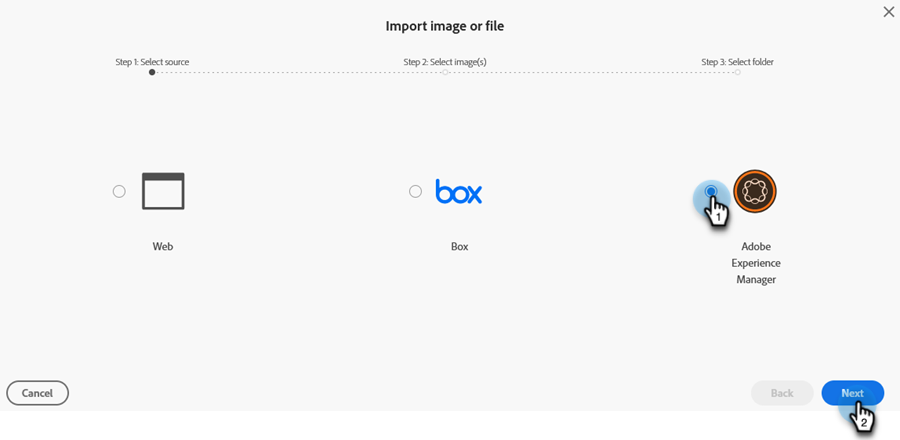 Import image or file
Step 1: Select source
Step 2: Select image(s)
Step 3: Select folder
box
1
Web
Box
Adobe
Experience
Manager
Cancel
Back
Next
2